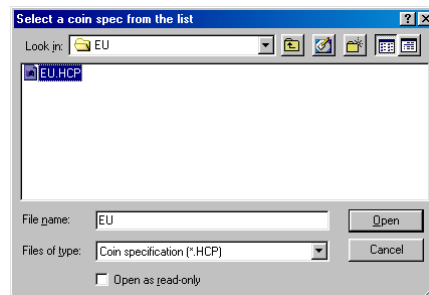 Select a coin spec from the list
Look in: EU
EU.HCP
File name: EU Open
Files of type: Coin specification (*.HCP) Cancel
Open as read-only